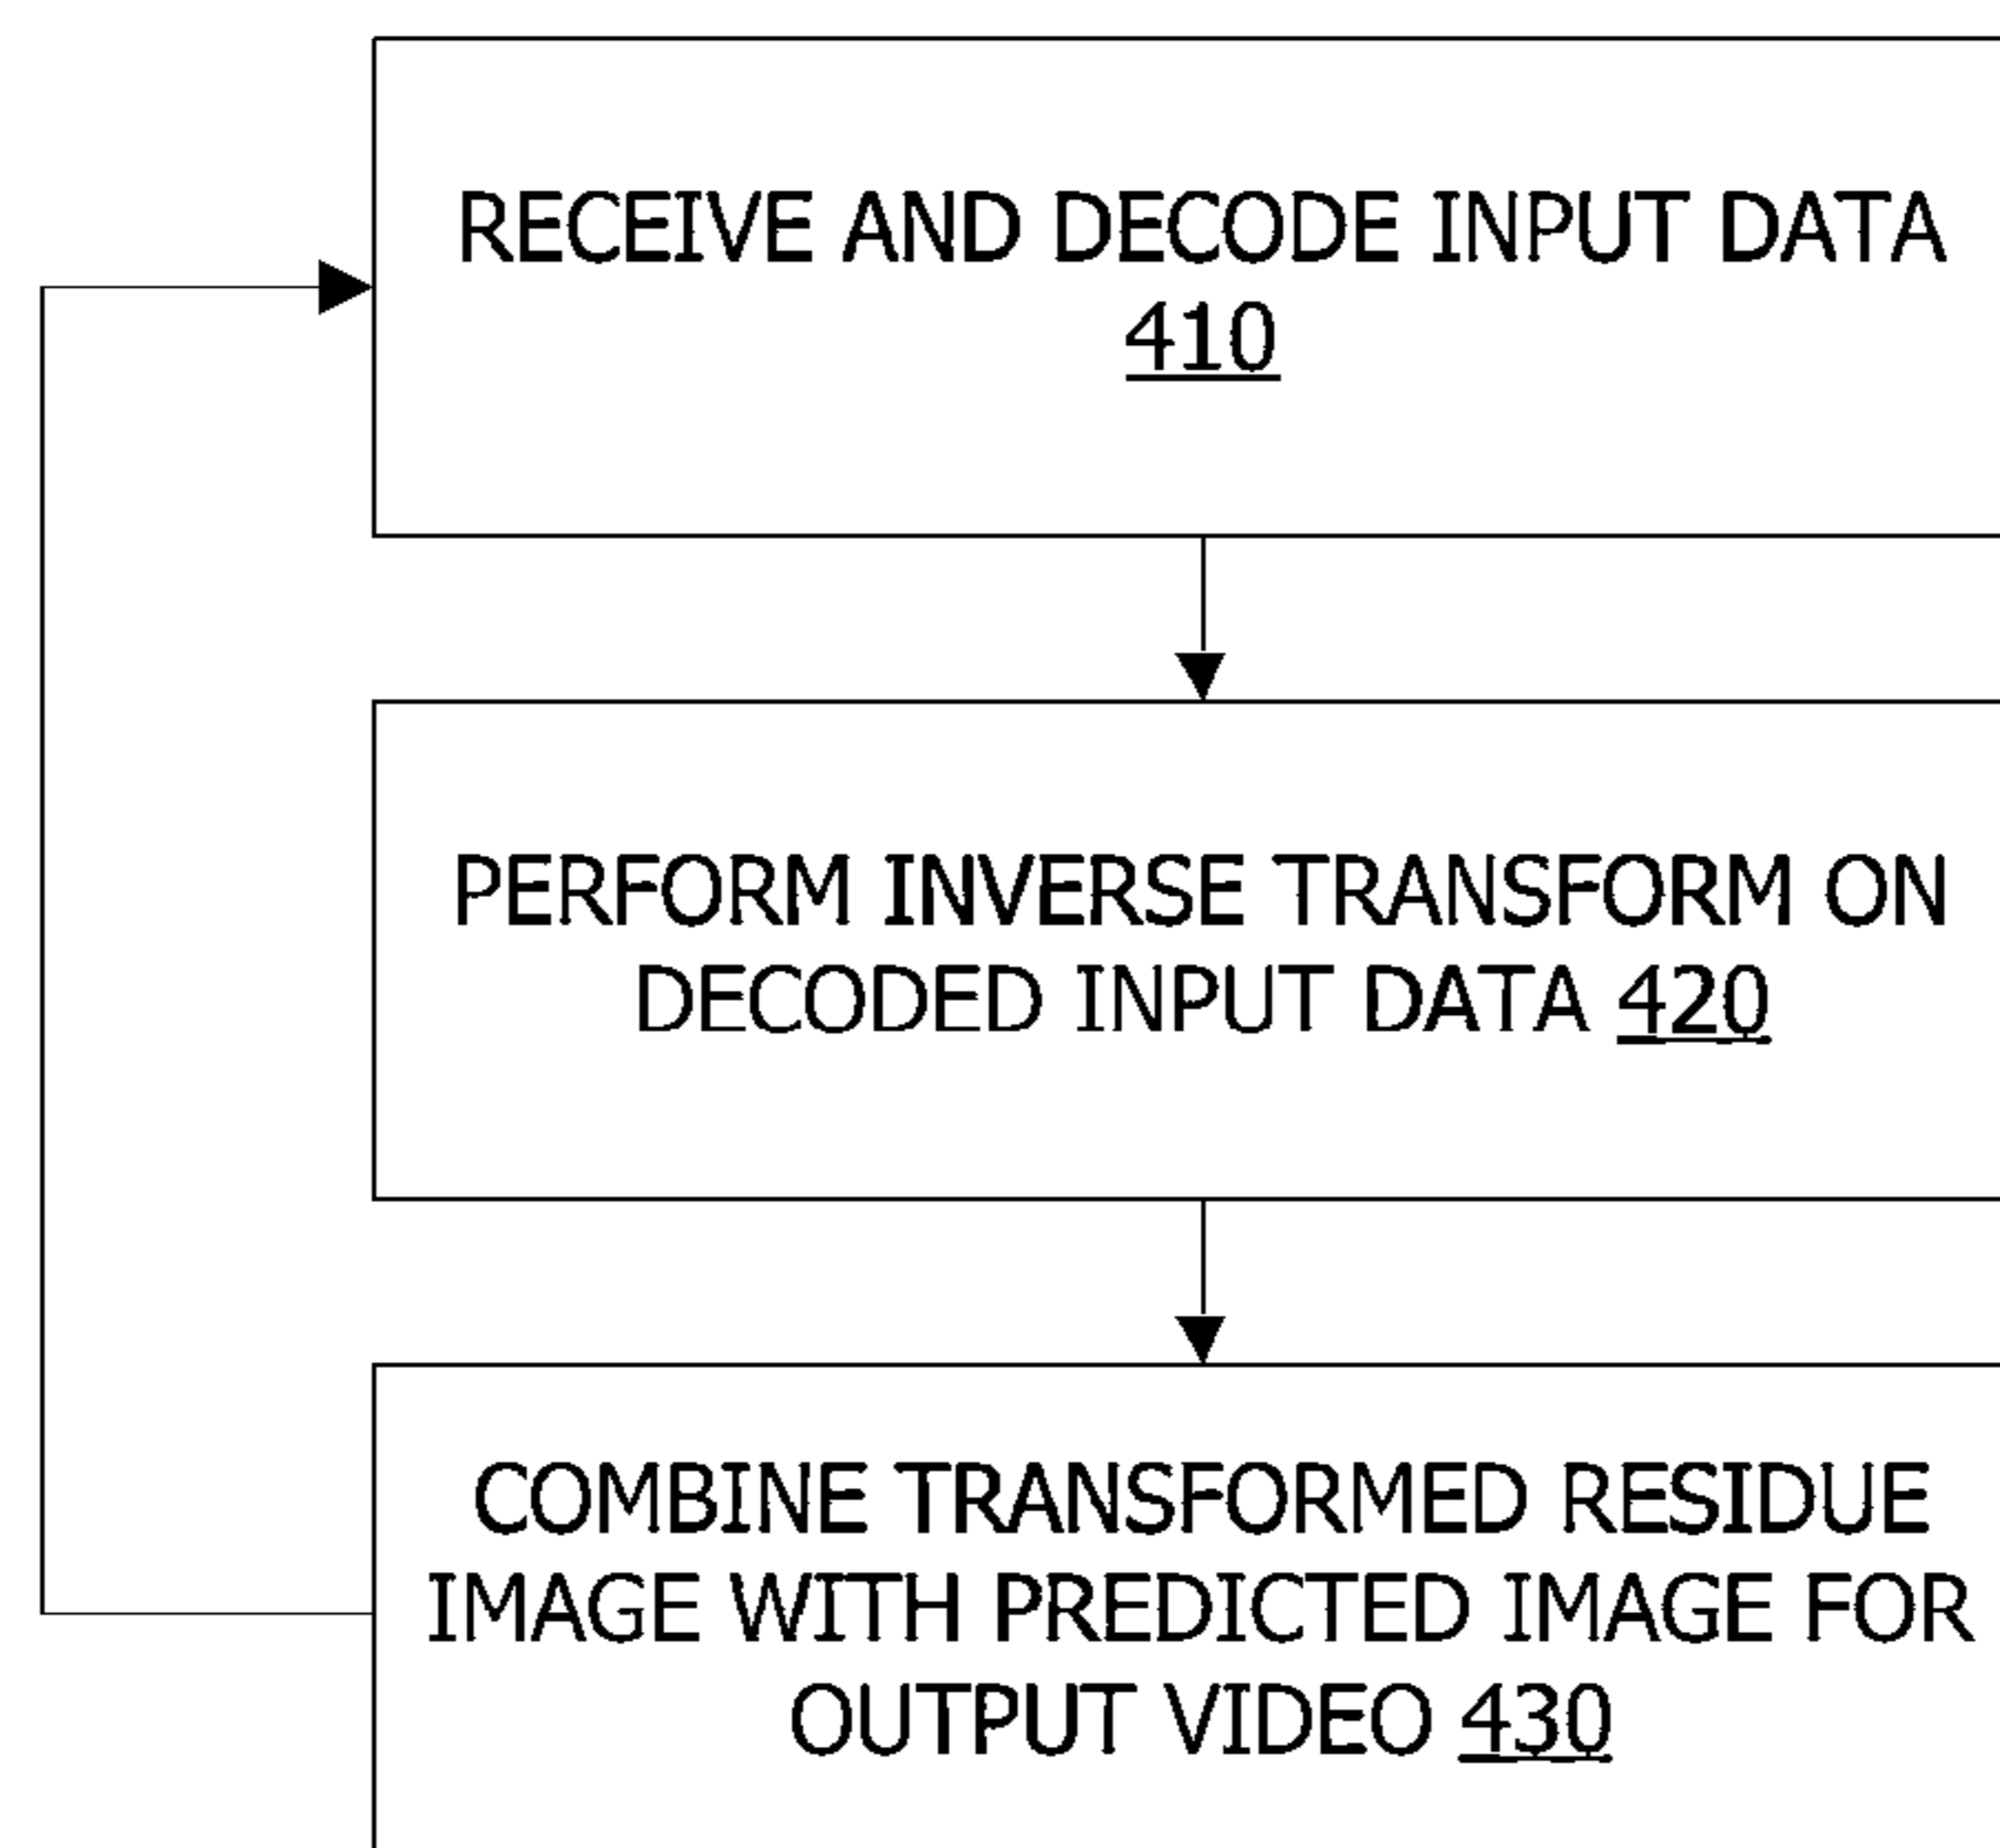 RECEIVE AND DECODE INPUT DATA
410
PERFORM INVERSE TRANSFORM ON
DECODED INPUT DATA 420
COMBINE TRANSFORMED RESIDUE
IMAGE WITH PREDICTED IMAGE FOR
OUTPUT VIDEO 430